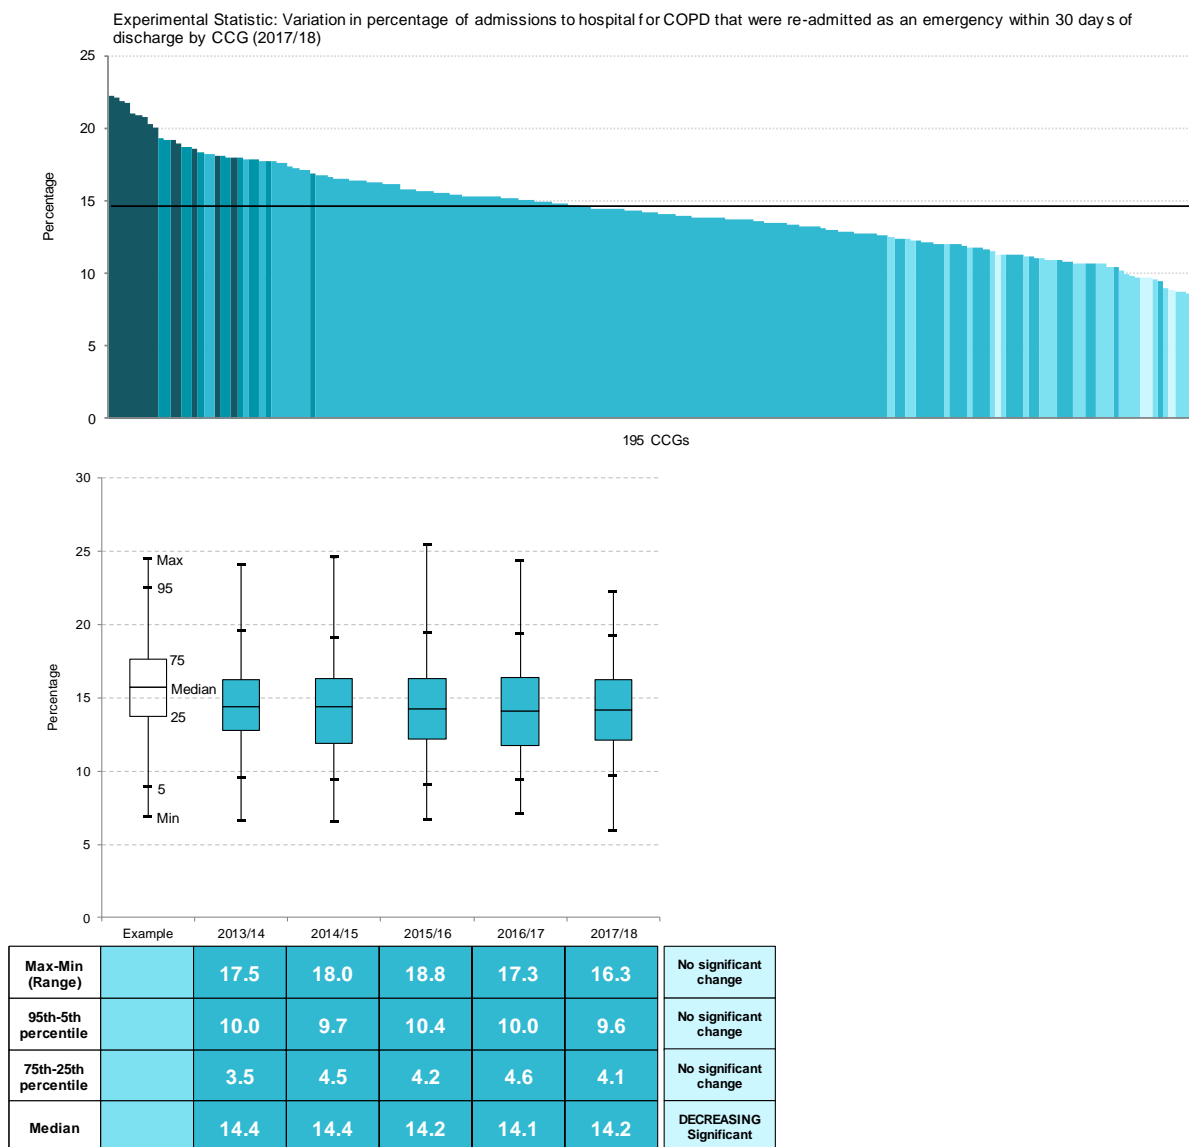 Experimental Statistic: Variation in percentage of admissions to hospital for COPD that were re-admitted as an emergency within 30 days of
discharge by CCG (2017/18)
25
20
15
10
5
0
Percentage
195 CCGs
30
25
20
15
10
5
0
Percentage
Max
95
75
Median
25
5
Min
Example 2013/14 2014/15 2015/16 2016/17 2017/18
Max-Min
(Range)
17.5 18.0 18.8 17.3 16.3
No significant
change
95th-5th
percentile
10.0 9.7 10.4 10.0 9.6
No significant
change
75th-25th
percentile
3.5 4.5 4.2 4.6 4.1
No significant
change
Median
14.4 14.4 14.2 14.1 14.2
DECREASING
Significant